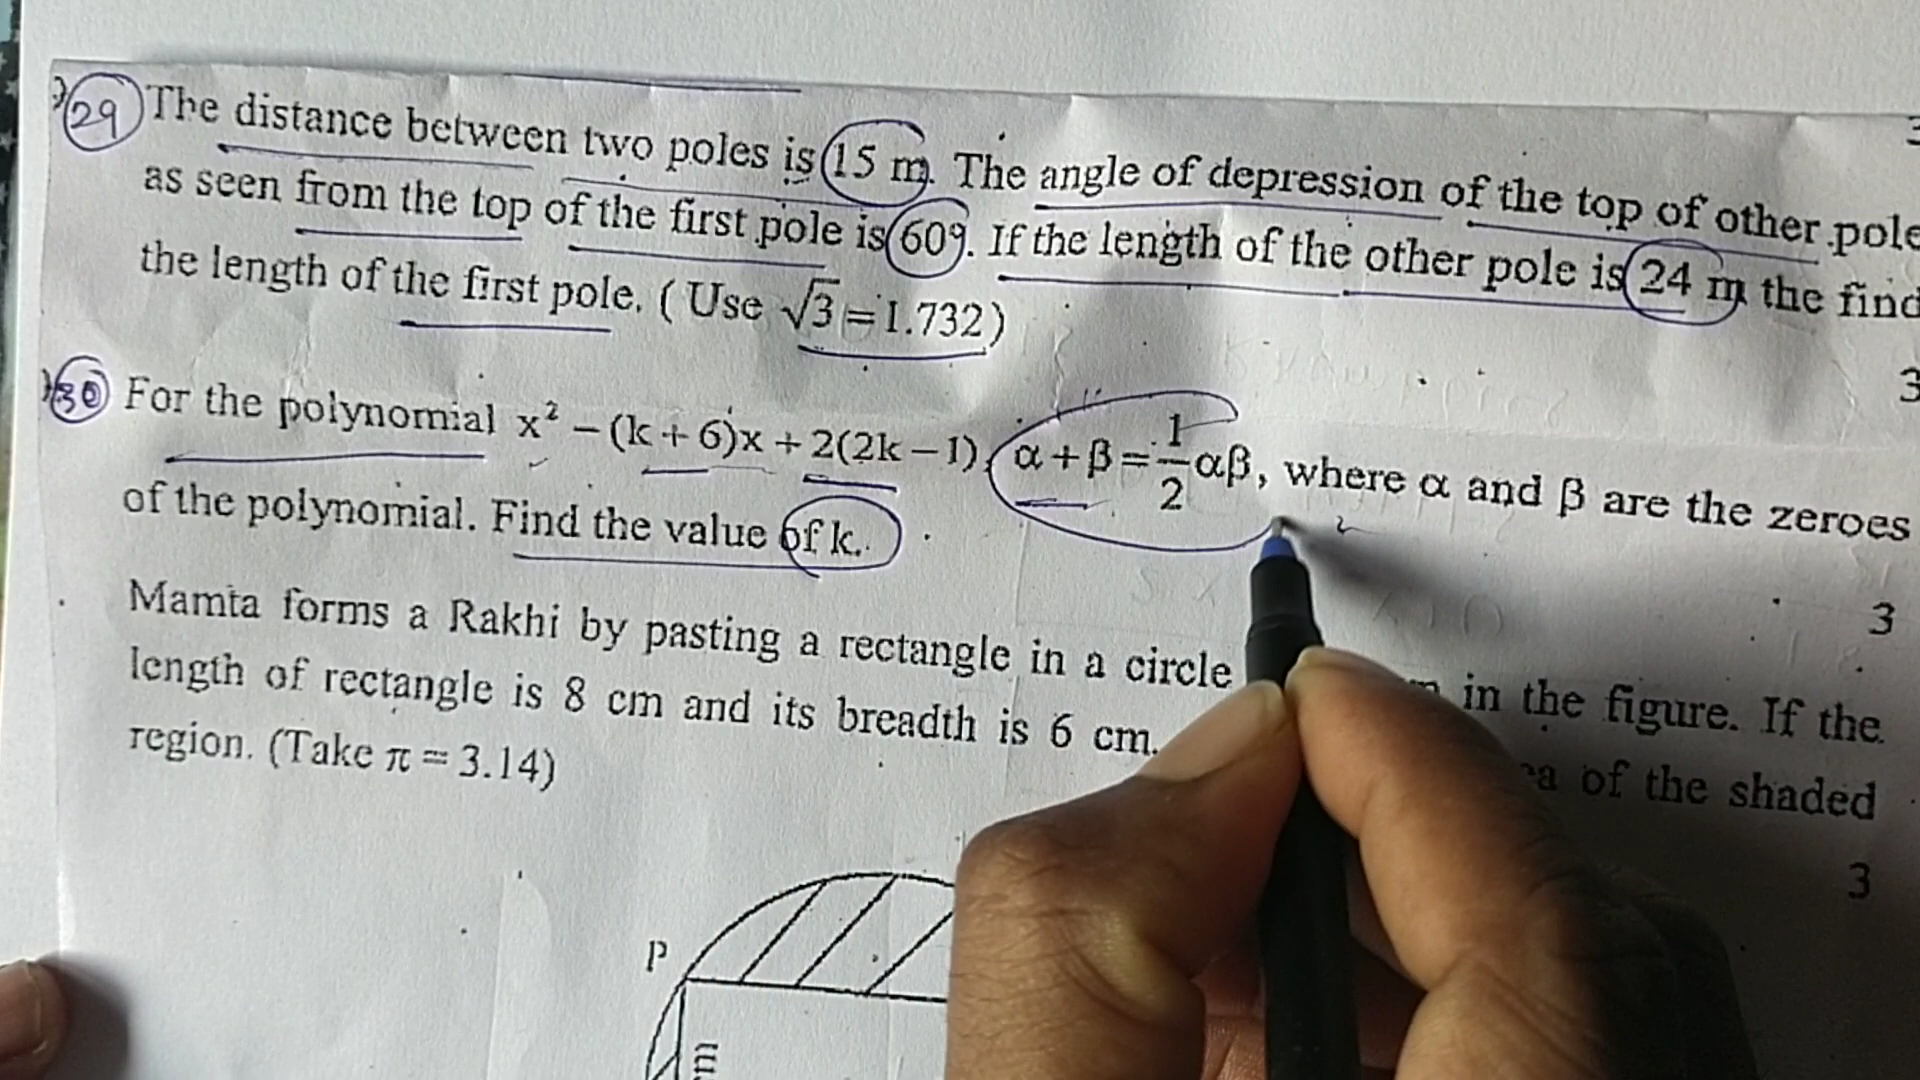 29 The distance between two poles is 15 m. The angle of depression of the top of other pole
as seen from the top of the first pole is 60°. If the length of the other pole is 24 m the find
the length of the first pole. ( Use √3 = 1.732)
3
30 For the polynomial x² – (k + 6)x + 2(2k – 1), α + β = 1/2 αβ, where α and β are the zeroes
of the polynomial. Find the value of k.
3
Mamta forms a Rakhi by pasting a rectangle in a circle in the figure. If the
length of rectangle is 8 cm and its breadth is 6 cm. of the shaded
region. (Take π = 3.14)
3
P